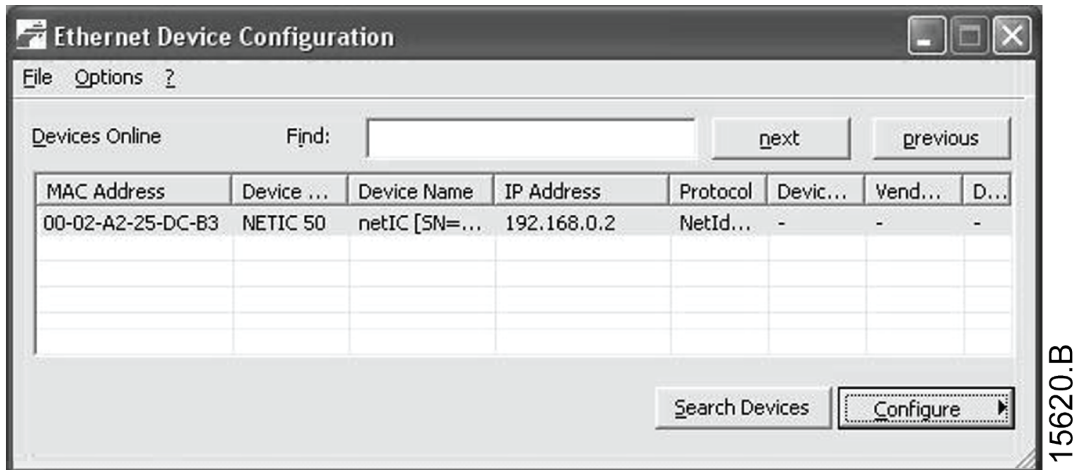 Ethernet Device Configuration
File Options ?
Devices Online Find: next previous
MAC Address Device ... Device Name IP Address Protocol Devic... Vend... D...
00-02-A2-25-DC-B3 NETIC 50 netIC [SN=... 192.168.0.2 NetId... - - -
Search Devices Configure
15620.B